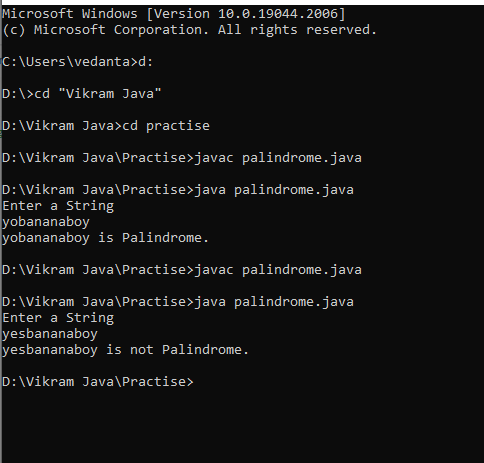 Microsoft Windows [Version 10.0.19044.2006]
(c) Microsoft Corporation. All rights reserved.
C:\Users\vedanta>d:
D:\>cd "Vikram Java"
D:\Vikram Java>cd practise
D:\Vikram Java\Practise>javac palindrome.java
D:\Vikram Java\Practise>java palindrome.java
Enter a String
yobananaboy
yobananaboy is Palindrome.
D:\Vikram Java\Practise>javac palindrome.java
D:\Vikram Java\Practise>java palindrome.java
Enter a String
yesbananaboy
yesbananaboy is not Palindrome.
D:\Vikram Java\Practise>